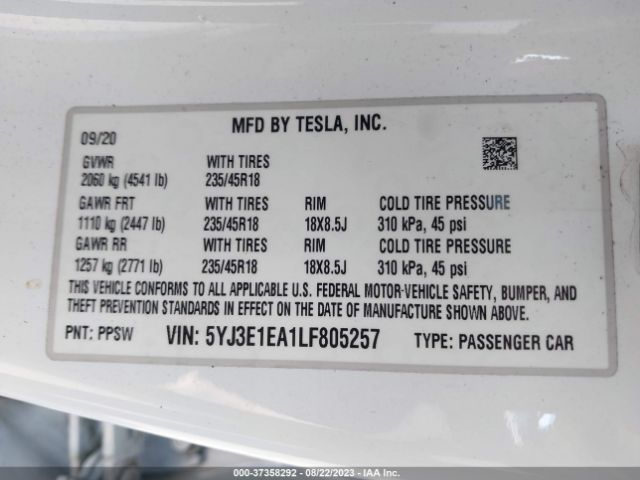 MFD BY TESLA, INC.
09/20
GVWR WITH TIRES
2060 kg (4541 lb) 235/45R18
GAWR FRT WITH TIRES RIM COLD TIRE PRESSURE
1110 kg (2447 lb) 235/45R18 18X8.5J 310 kPa, 45 psi
GAWR RR WITH TIRES RIM COLD TIRE PRESSURE
1257 kg (2771 lb) 235/45R18 18X8.5J 310 kPa, 45 psi
THIS VEHICLE CONFORMS TO ALL APPLICABLE U.S. FEDERAL MOTOR-VEHICLE SAFETY, BUMPER, AND
THEFT PREVENTION STANDARDS IN EFFECT ON THE DATE OF MANUFACTURE SHOWN ABOVE.
PNT: PPSW VIN: 5YJ3E1EA1LF805257 TYPE: PASSENGER CAR
000-37358292 - 08/22/2023 - IAA Inc.